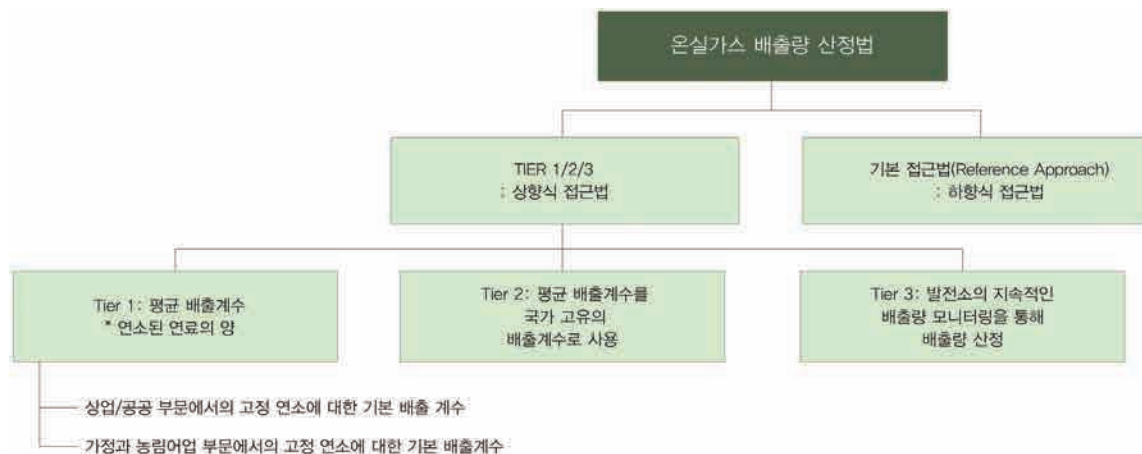 온실가스 배출량 산정법
TIER 1/2/3
: 상향식 접근법
기본 접근법(Reference Approach)
: 하향식 접근법
Tier 1: 평균 배출계수
* 연소된 연료의 양
Tier 2: 평균 배출계수를
국가 고유의
배출계수로 사용
Tier 3: 발전소의 지속적인
배출량 모니터링을 통해
배출량 산정
상업/공공 부문에서의 고정 연소에 대한 기본 배출 계수
가정과 농림어업 부문에서의 고정 연소에 대한 기본 배출계수